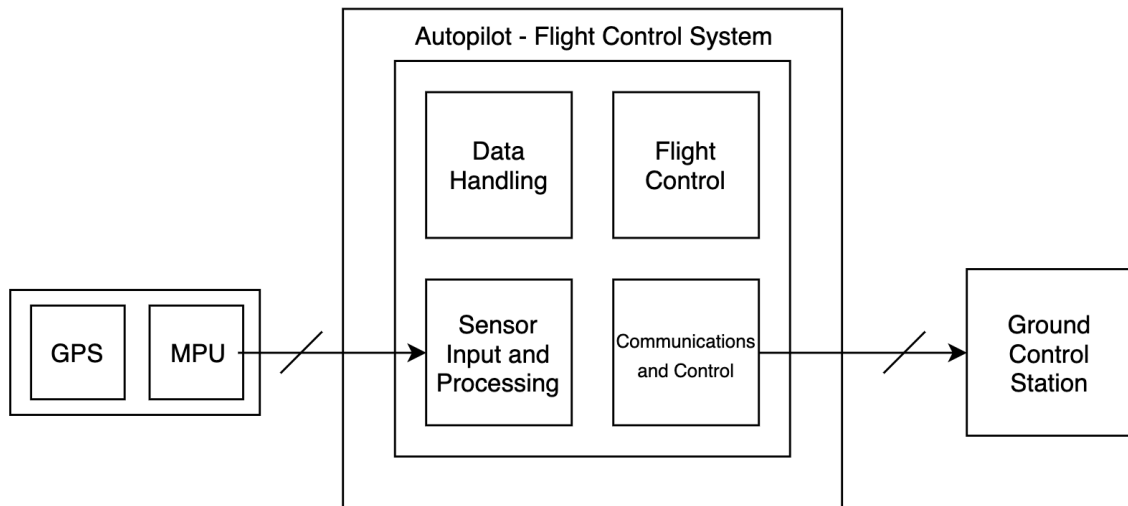 Autopilot - Flight Control System
Data
Handling
Flight
Control
GPS
MPU
Sensor
Input and
Processing
Communications
and Control
Ground
Control
Station